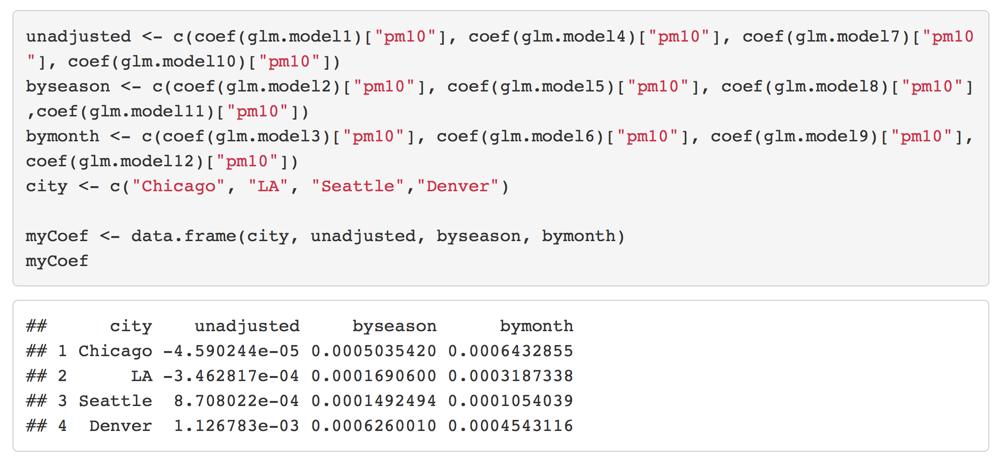 unadjusted <- c(coef(glm.model1)["pm10"], coef(glm.model4)["pm10"], coef(glm.model7)["pm10
"], coef(glm.model10)["pm10"])
byseason <- c(coef(glm.model2)["pm10"], coef(glm.model5)["pm10"], coef(glm.model8)["pm10"]
,coef(glm.model11)["pm10"])
bymonth <- c(coef(glm.model3)["pm10"], coef(glm.model6)["pm10"], coef(glm.model9)["pm10"],
coef(glm.model12)["pm10"])
city <- c("Chicago", "LA", "Seattle","Denver")

myCoef <- data.frame(city, unadjusted, byseason, bymonth)
myCoef

##      city    unadjusted     byseason      bymonth
## 1 Chicago -4.590244e-05 0.0005035420 0.0006432855
## 2      LA -3.462817e-04 0.0001690600 0.0003187338
## 3 Seattle  8.708022e-04 0.0001492494 0.0001054039
## 4  Denver  1.126783e-03 0.0006260010 0.0004543116